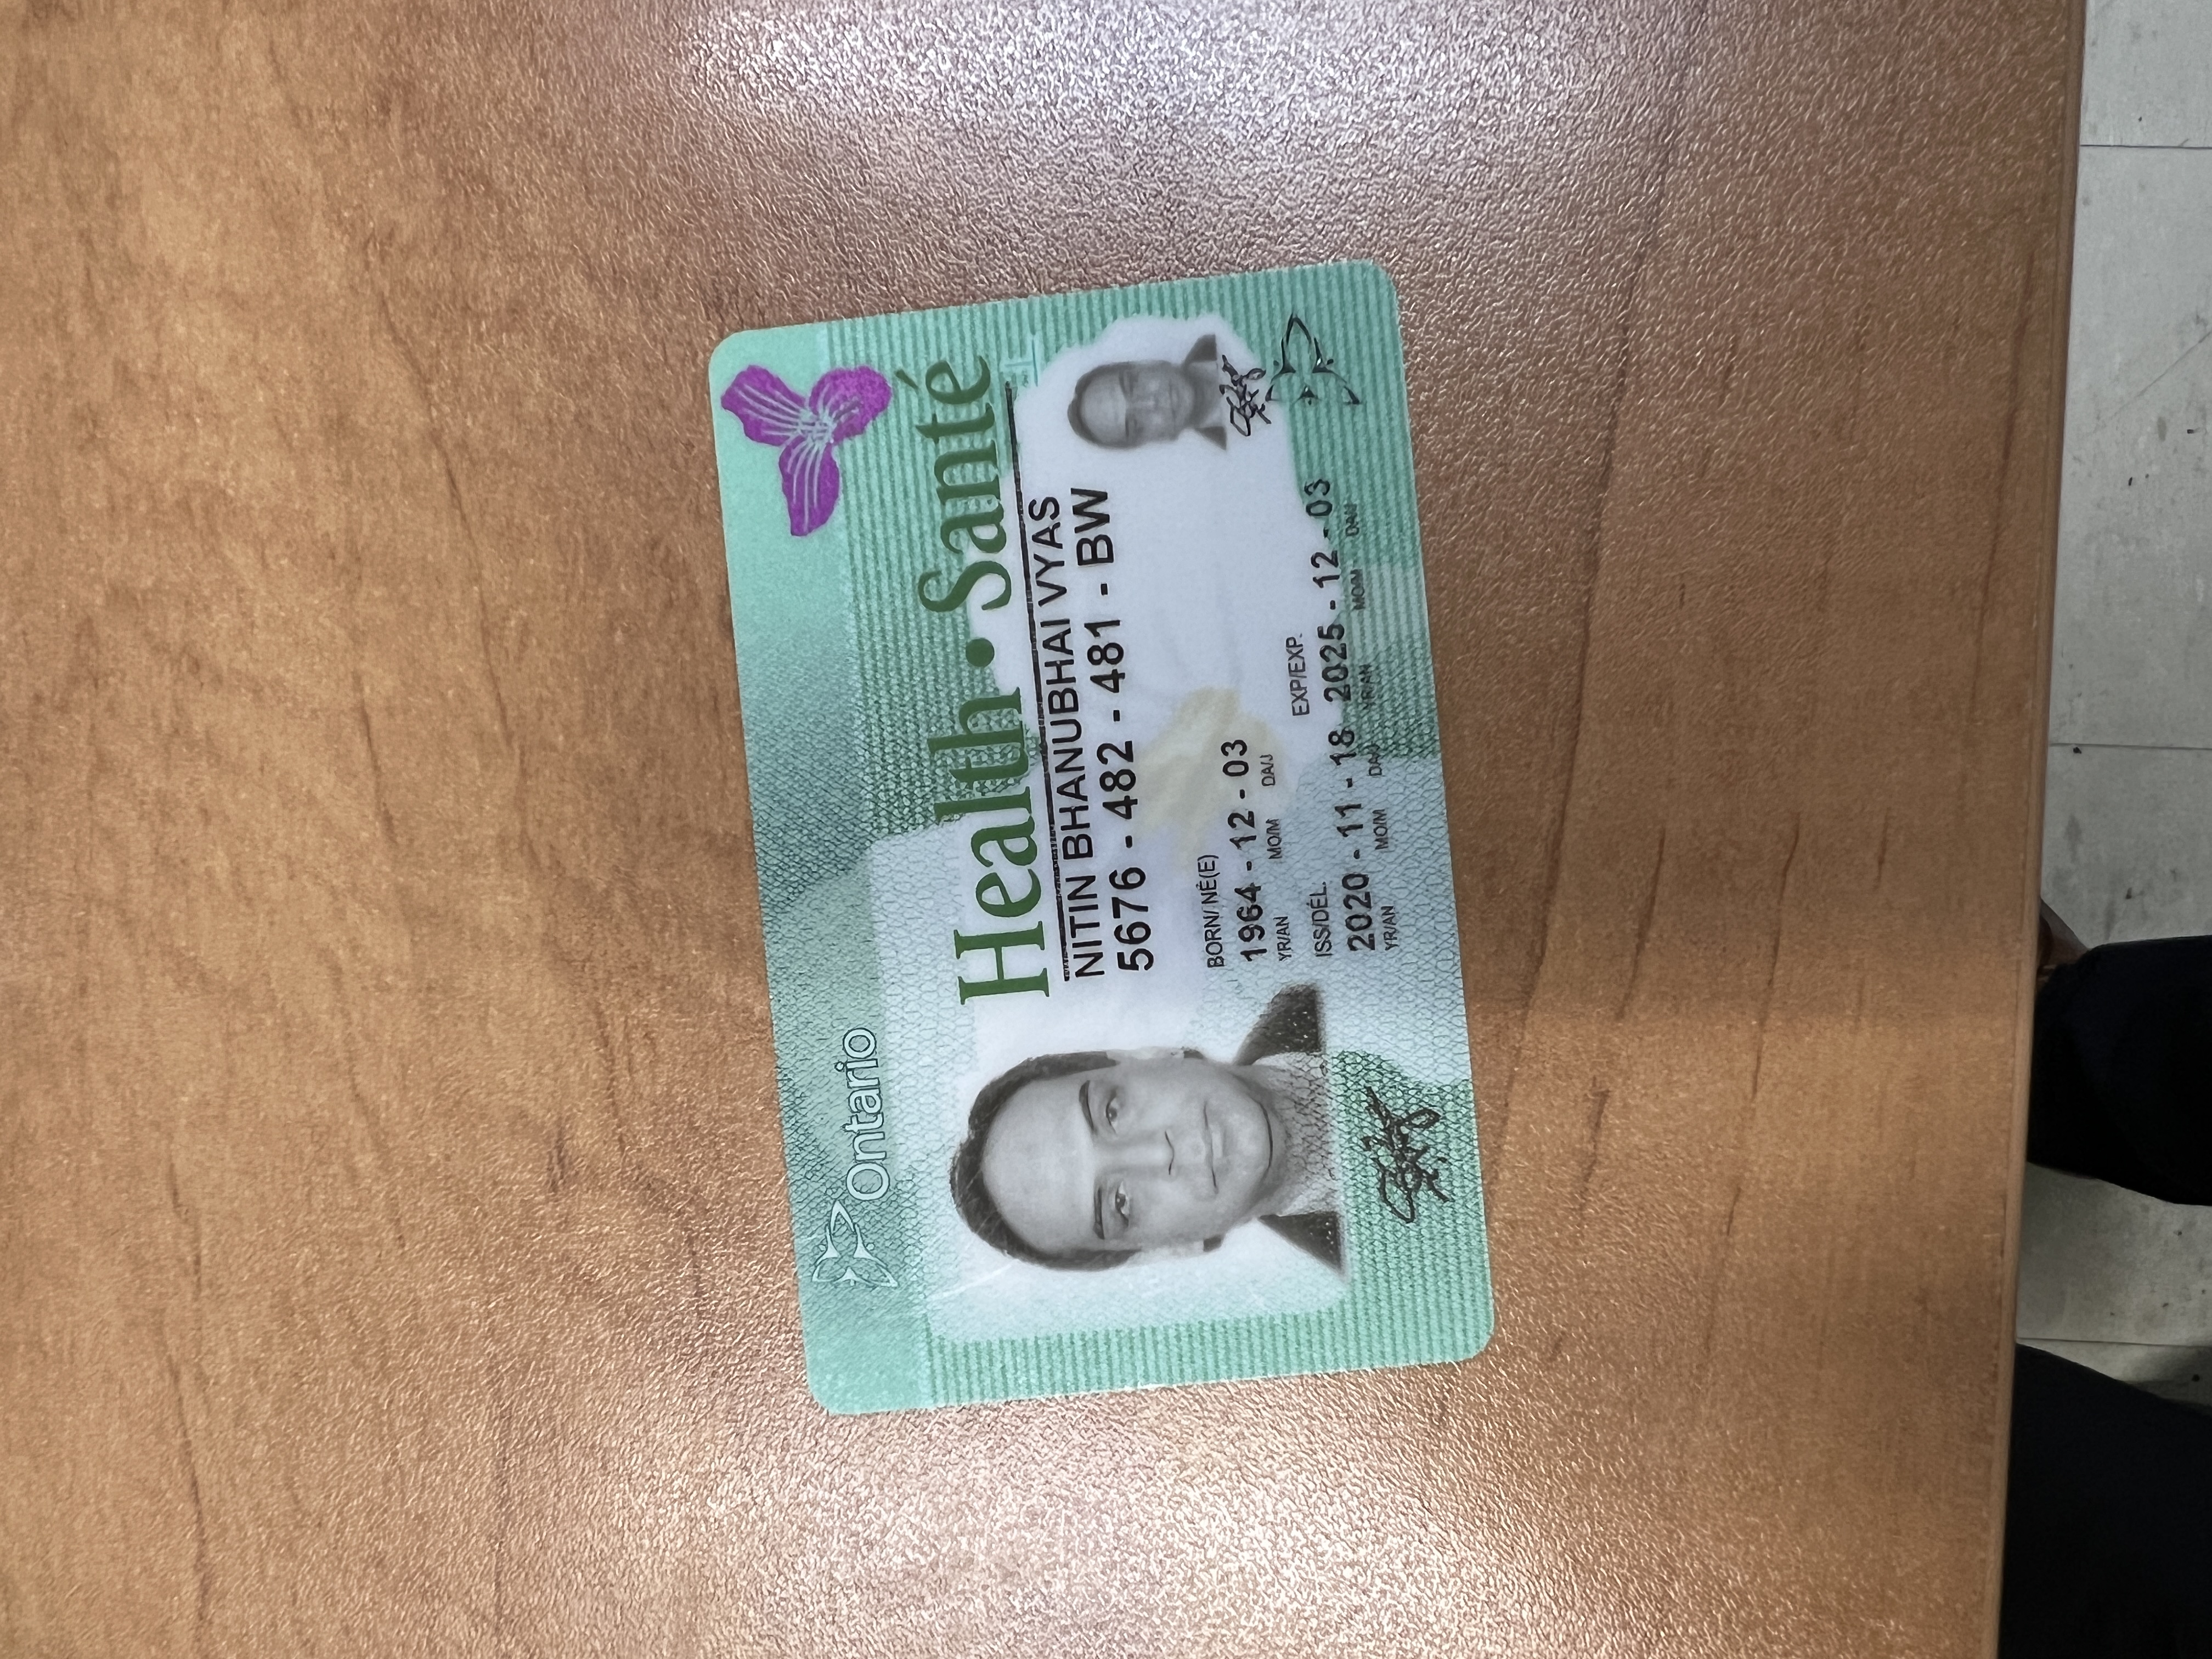 Ontario
Health • Santé
NITIN BHANUBHAI VYAS
5676 - 482 - 481 - BW
BORN/ NÉ(E)
1964 - 12 - 03
YR/AN MO/M DA/J
ISS/DÉL. EXP/EXP.
2020 - 11 - 18 2025 - 12 - 03
YR/AN MO/M DA/J YR/AN MO/M DA/J